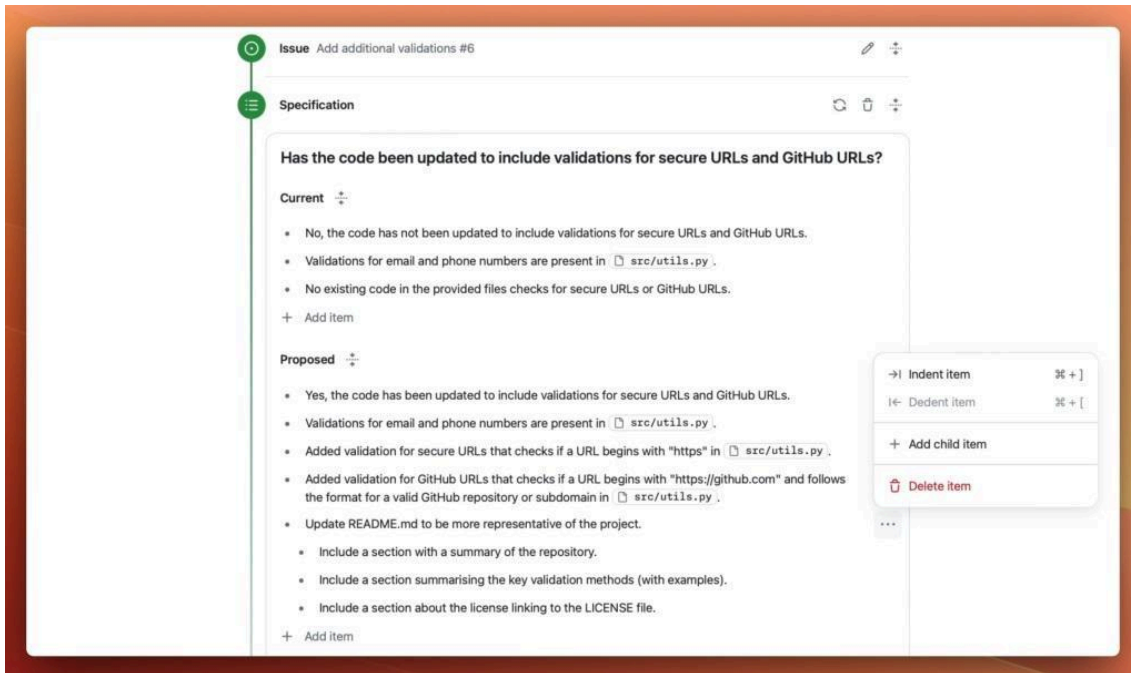 Issue Add additional validations #6
Specification
Has the code been updated to include validations for secure URLs and GitHub URLs?
Current
No, the code has not been updated to include validations for secure URLs and GitHub URLs.
Validations for email and phone numbers are present in src/utils.py.
No existing code in the provided files checks for secure URLs or GitHub URLs.
+ Add item
Proposed
Yes, the code has been updated to include validations for secure URLs and GitHub URLs.
Validations for email and phone numbers are present in src/utils.py.
Added validation for secure URLs that checks if a URL begins with "https" in src/utils.py.
Added validation for GitHub URLs that checks if a URL begins with "https://github.com" and follows
the format for a valid GitHub repository or subdomain in src/utils.py.
Update README.md to be more representative of the project.
Include a section with a summary of the repository.
Include a section summarising the key validation methods (with examples).
Include a section about the license linking to the LICENSE file.
+ Add item
Indent item ⌘ + ]
Dedent item ⌘ + [
+ Add child item
Delete item